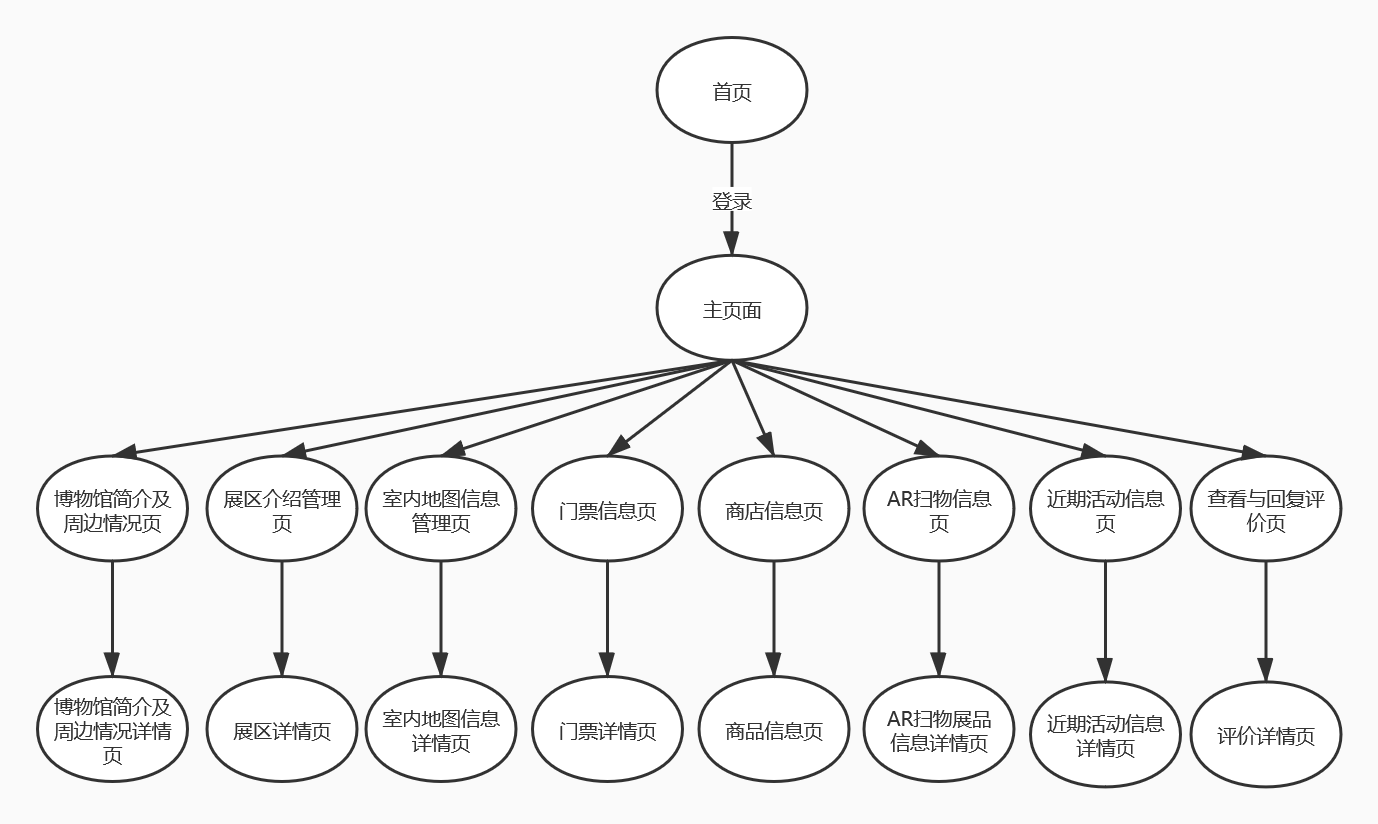 首页
登录
主页面
博物馆简介及
周边情况页
展区介绍管理
页
室内地图信息
管理页
门票信息页
商店信息页
AR扫物信息
页
近期活动信息
页
查看与回复评
价页
博物馆简介及
周边情况详情
页
展区详情页
室内地图信息
详情页
门票详情页
商品信息页
AR扫物展品
信息详情页
近期活动信息
详情页
评价详情页